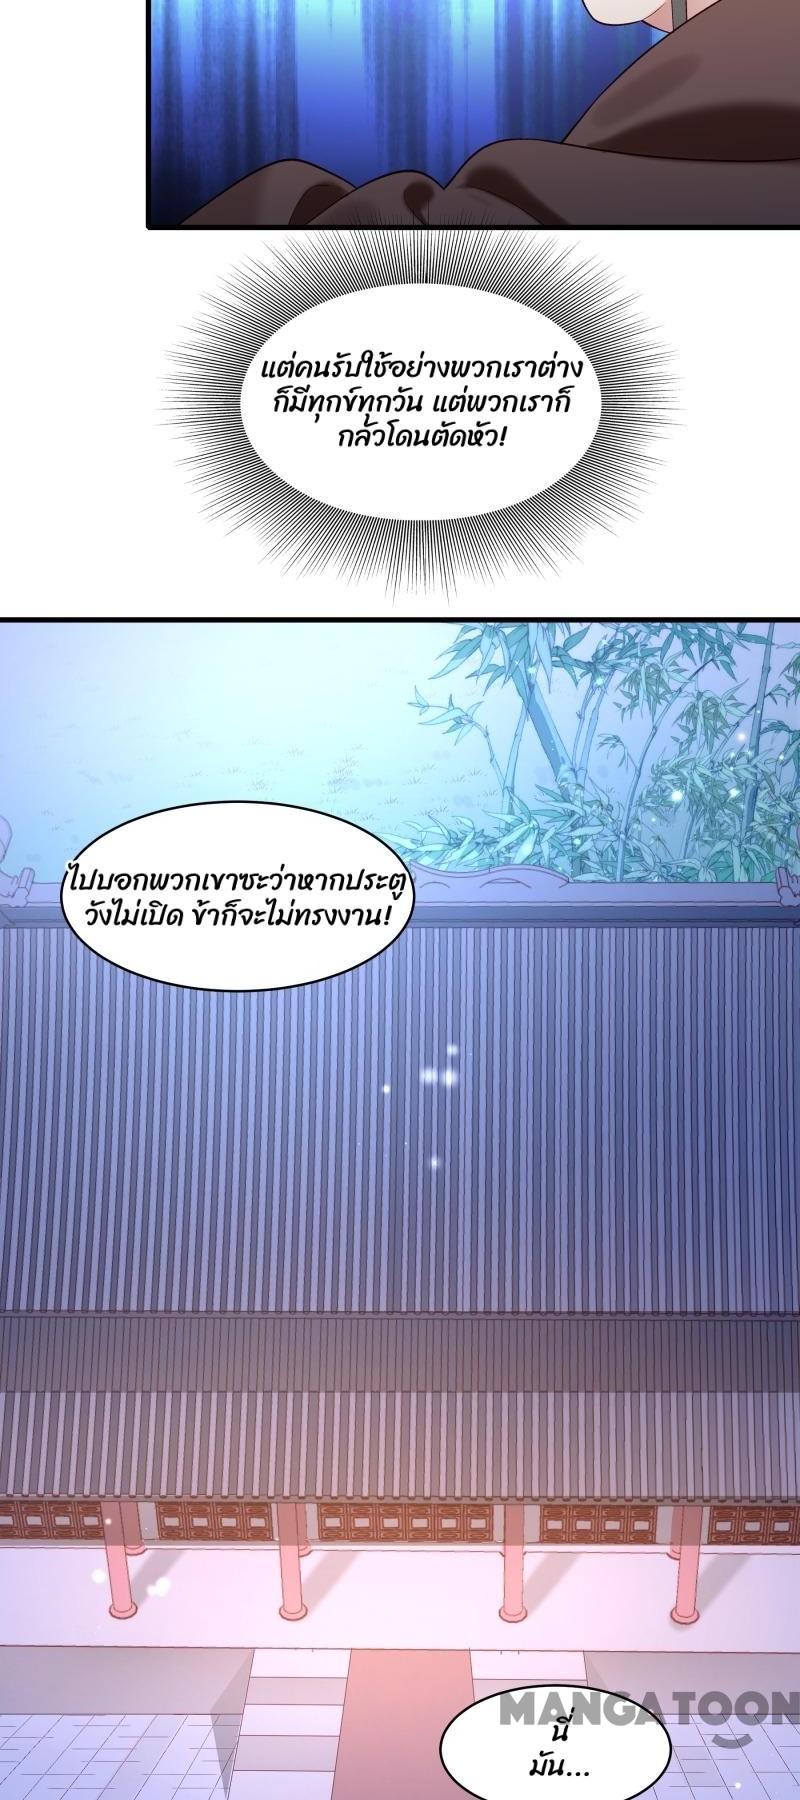 แต่คนรับใช้อย่างพวกเราต่าง
ก็มีทุกข์ทุกวัน แต่พวกเราก็
กลัวโดนตัดหัว!
ไปบอกพวกเขาซะว่าหากประตู
วังไม่เปิด ข้าก็จะไม่ทรงงาน!
MANGATOON
นี่
มัน...